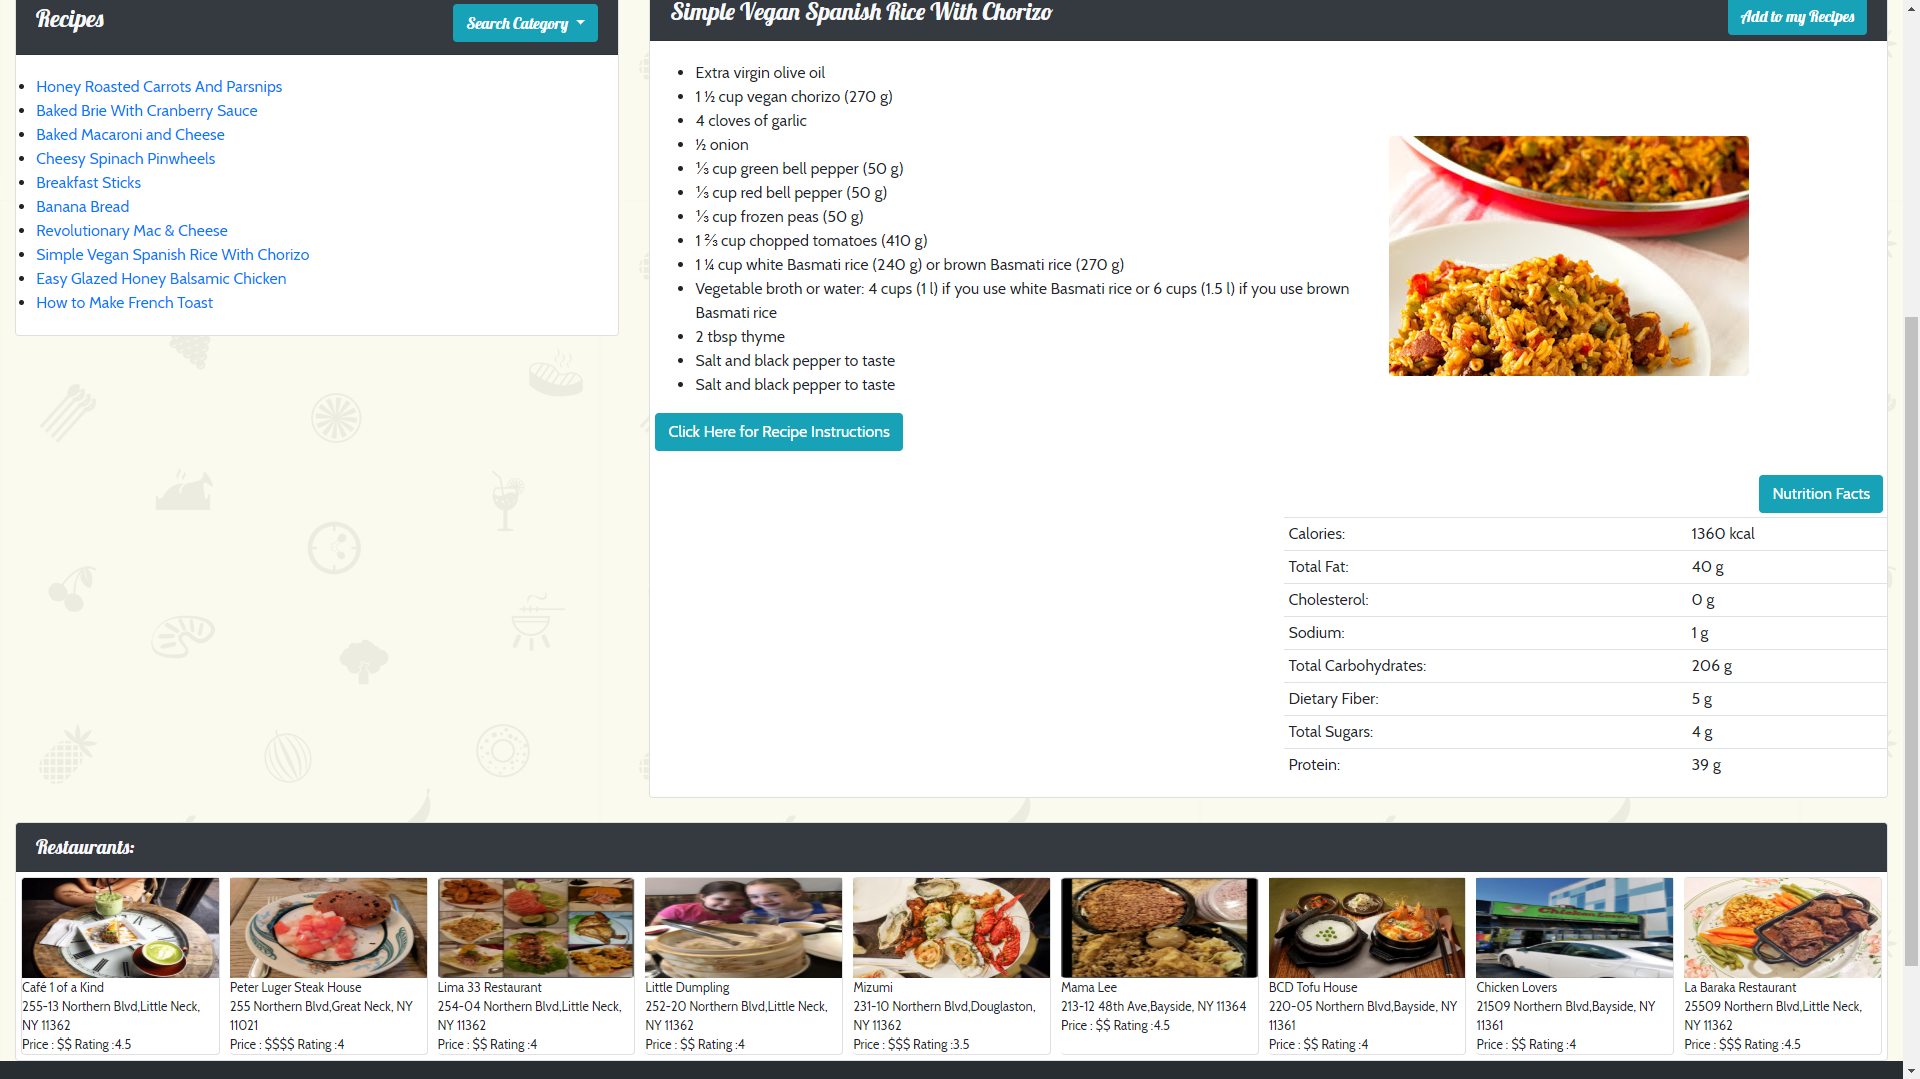 Recipes
Search Category
Honey Roasted Carrots And Parsnips
Baked Brie With Cranberry Sauce
Baked Macaroni and Cheese
Cheesy Spinach Pinwheels
Breakfast Sticks
Banana Bread
Revolutionary Mac & Cheese
Simple Vegan Spanish Rice With Chorizo
Easy Glazed Honey Balsamic Chicken
How to Make French Toast
Simple Vegan Spanish Rice With Chorizo
Add to my Recipes
Extra virgin olive oil
1 ½ cup vegan chorizo (270 g)
4 cloves of garlic
½ onion
⅓ cup green bell pepper (50 g)
⅓ cup red bell pepper (50 g)
⅓ cup frozen peas (50 g)
1 ⅔ cup chopped tomatoes (410 g)
1 ¼ cup white Basmati rice (240 g) or brown Basmati rice (270 g)
Vegetable broth or water: 4 cups (1 l) if you use white Basmati rice or 6 cups (1.5 l) if you use brown
Basmati rice
2 tbsp thyme
Salt and black pepper to taste
Salt and black pepper to taste
Click Here for Recipe Instructions
Nutrition Facts
Calories: 1360 kcal
Total Fat: 40 g
Cholesterol: 0 g
Sodium: 1 g
Total Carbohydrates: 206 g
Dietary Fiber: 5 g
Total Sugars: 4 g
Protein: 39 g
Restaurants:
Café 1 of a Kind
255-13 Northern Blvd,Little Neck,
NY 11362
Price : $$ Rating :4.5
Peter Luger Steak House
255 Northern Blvd,Great Neck, NY
11021
Price : $$$$ Rating :4
Lima 33 Restaurant
254-04 Northern Blvd,Little Neck,
NY 11362
Price : $$ Rating :4
Little Dumpling
252-20 Northern Blvd,Little Neck,
NY 11362
Price : $$ Rating :4
Mizumi
231-10 Northern Blvd,Douglaston,
NY 11362
Price : $$$ Rating :3.5
Mama Lee
213-12 48th Ave,Bayside, NY 11364
Price : $$ Rating :4.5
BCD Tofu House
220-05 Northern Blvd,Bayside, NY
11361
Price : $$ Rating :4
Chicken Lovers
Chicken Lovers
21509 Northern Blvd,Bayside, NY
11361
Price : $$ Rating :4
La Baraka Restaurant
25509 Northern Blvd,Little Neck,
NY 11362
Price : $$$ Rating :4.5